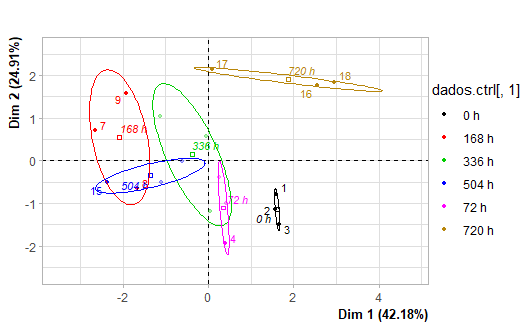 Dim 2 (24.91%)
2
1
0
-1
-2
17
720 h
18
16
9
7
168 h
336 h
15
504 h
8
72 h
4
1
2
0 h
3
-2
0
2
4
Dim 1 (42.18%)
dados.ctrl[, 1]
0 h
168 h
336 h
504 h
72 h
720 h